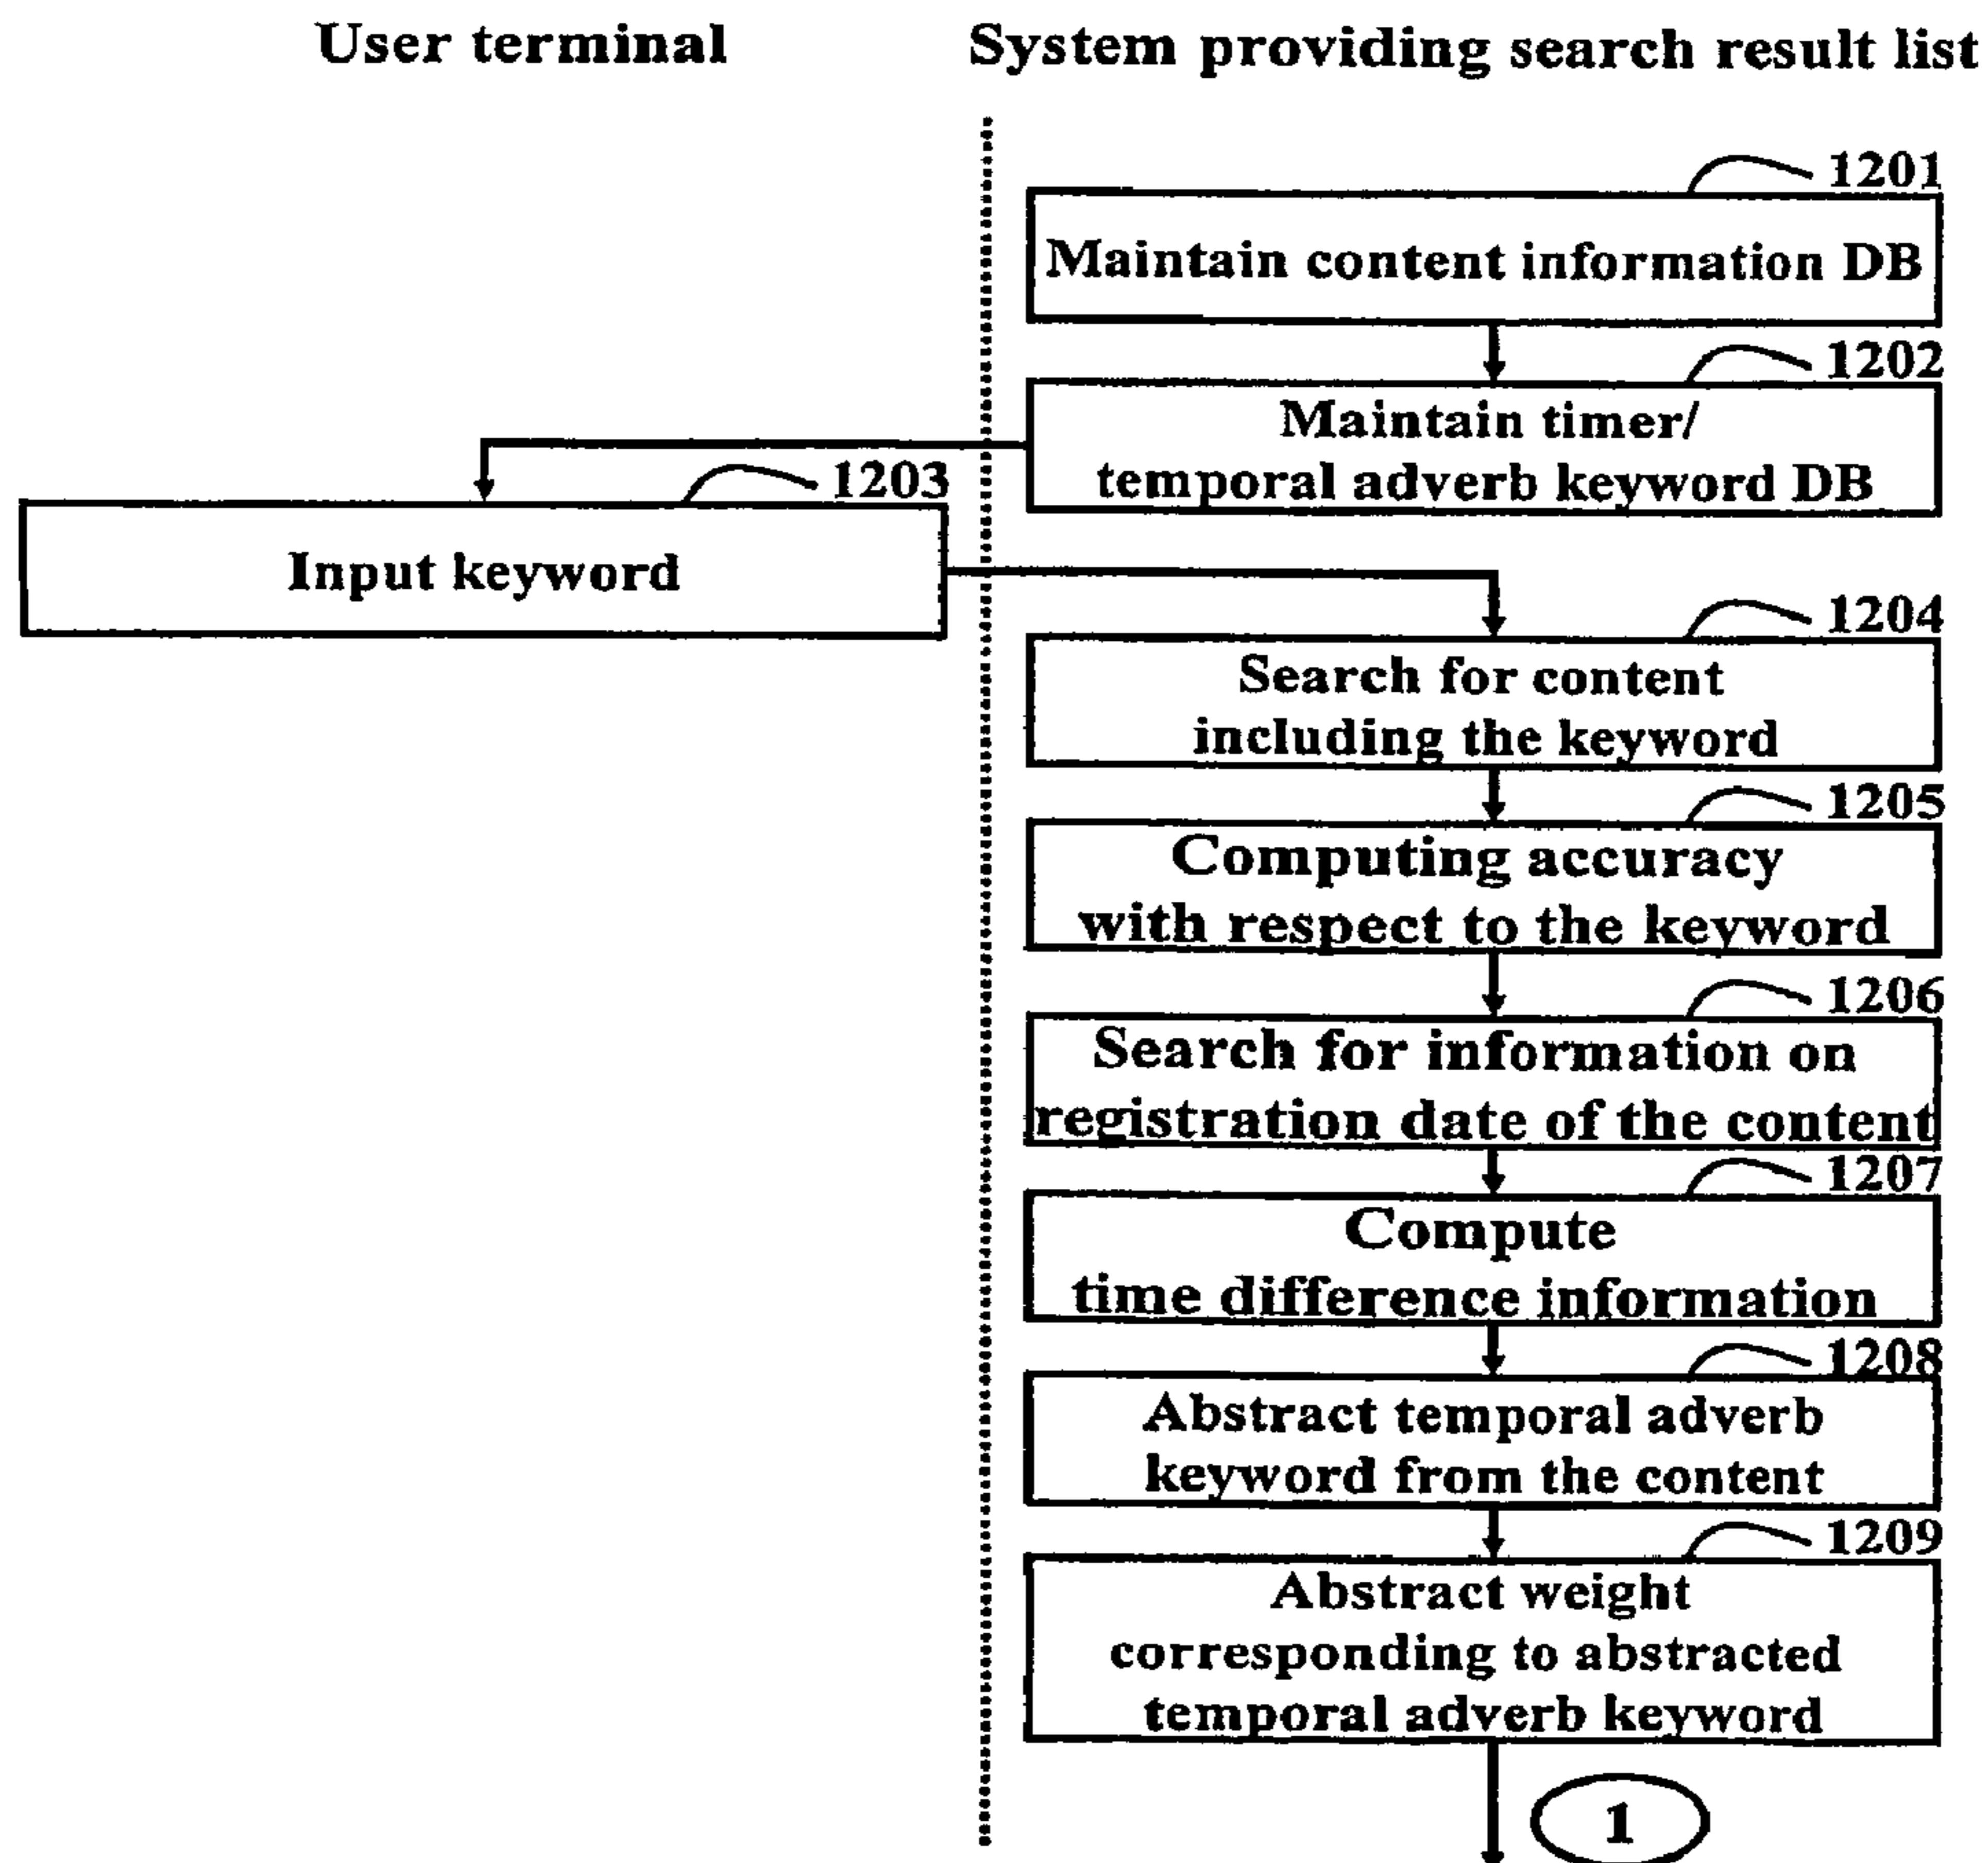 User terminal
System providing search result list
1201
Maintain content information DB
1202
Maintain timer/
temporal adverb keyword DB
1203
Input keyword
1204
Search for content
including the keyword
1205
Computing accuracy
with respect to the keyword
1206
Search for information on
registration date of the content
1207
Compute
time difference information
1208
Abstract temporal adverb
keyword from the content
1209
Abstract weight
corresponding to abstracted
temporal adverb keyword
1